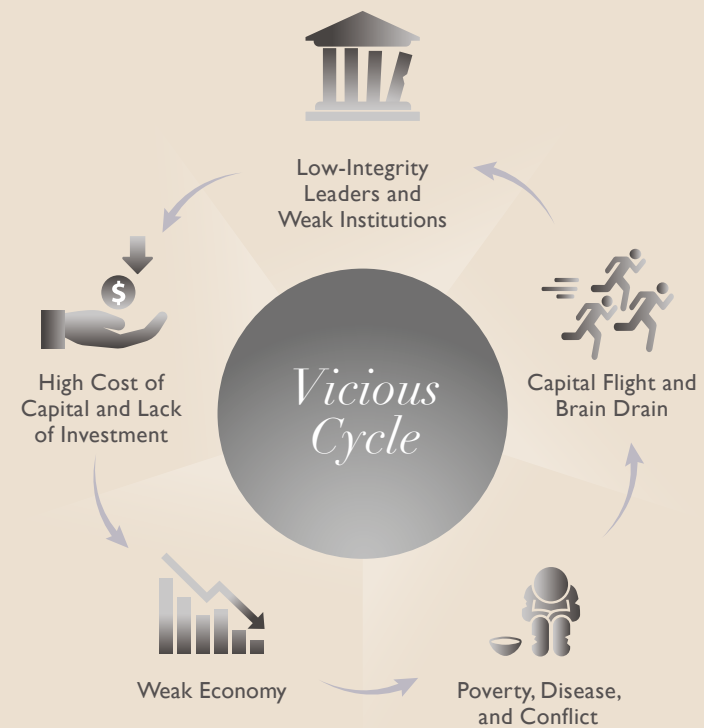 Low-Integrity
Leaders and
Weak Institutions
$
High Cost of
Capital and Lack
of Investment
Vicious
Cycle
Capital Flight and
Brain Drain
Weak Economy
Poverty, Disease,
and Conflict